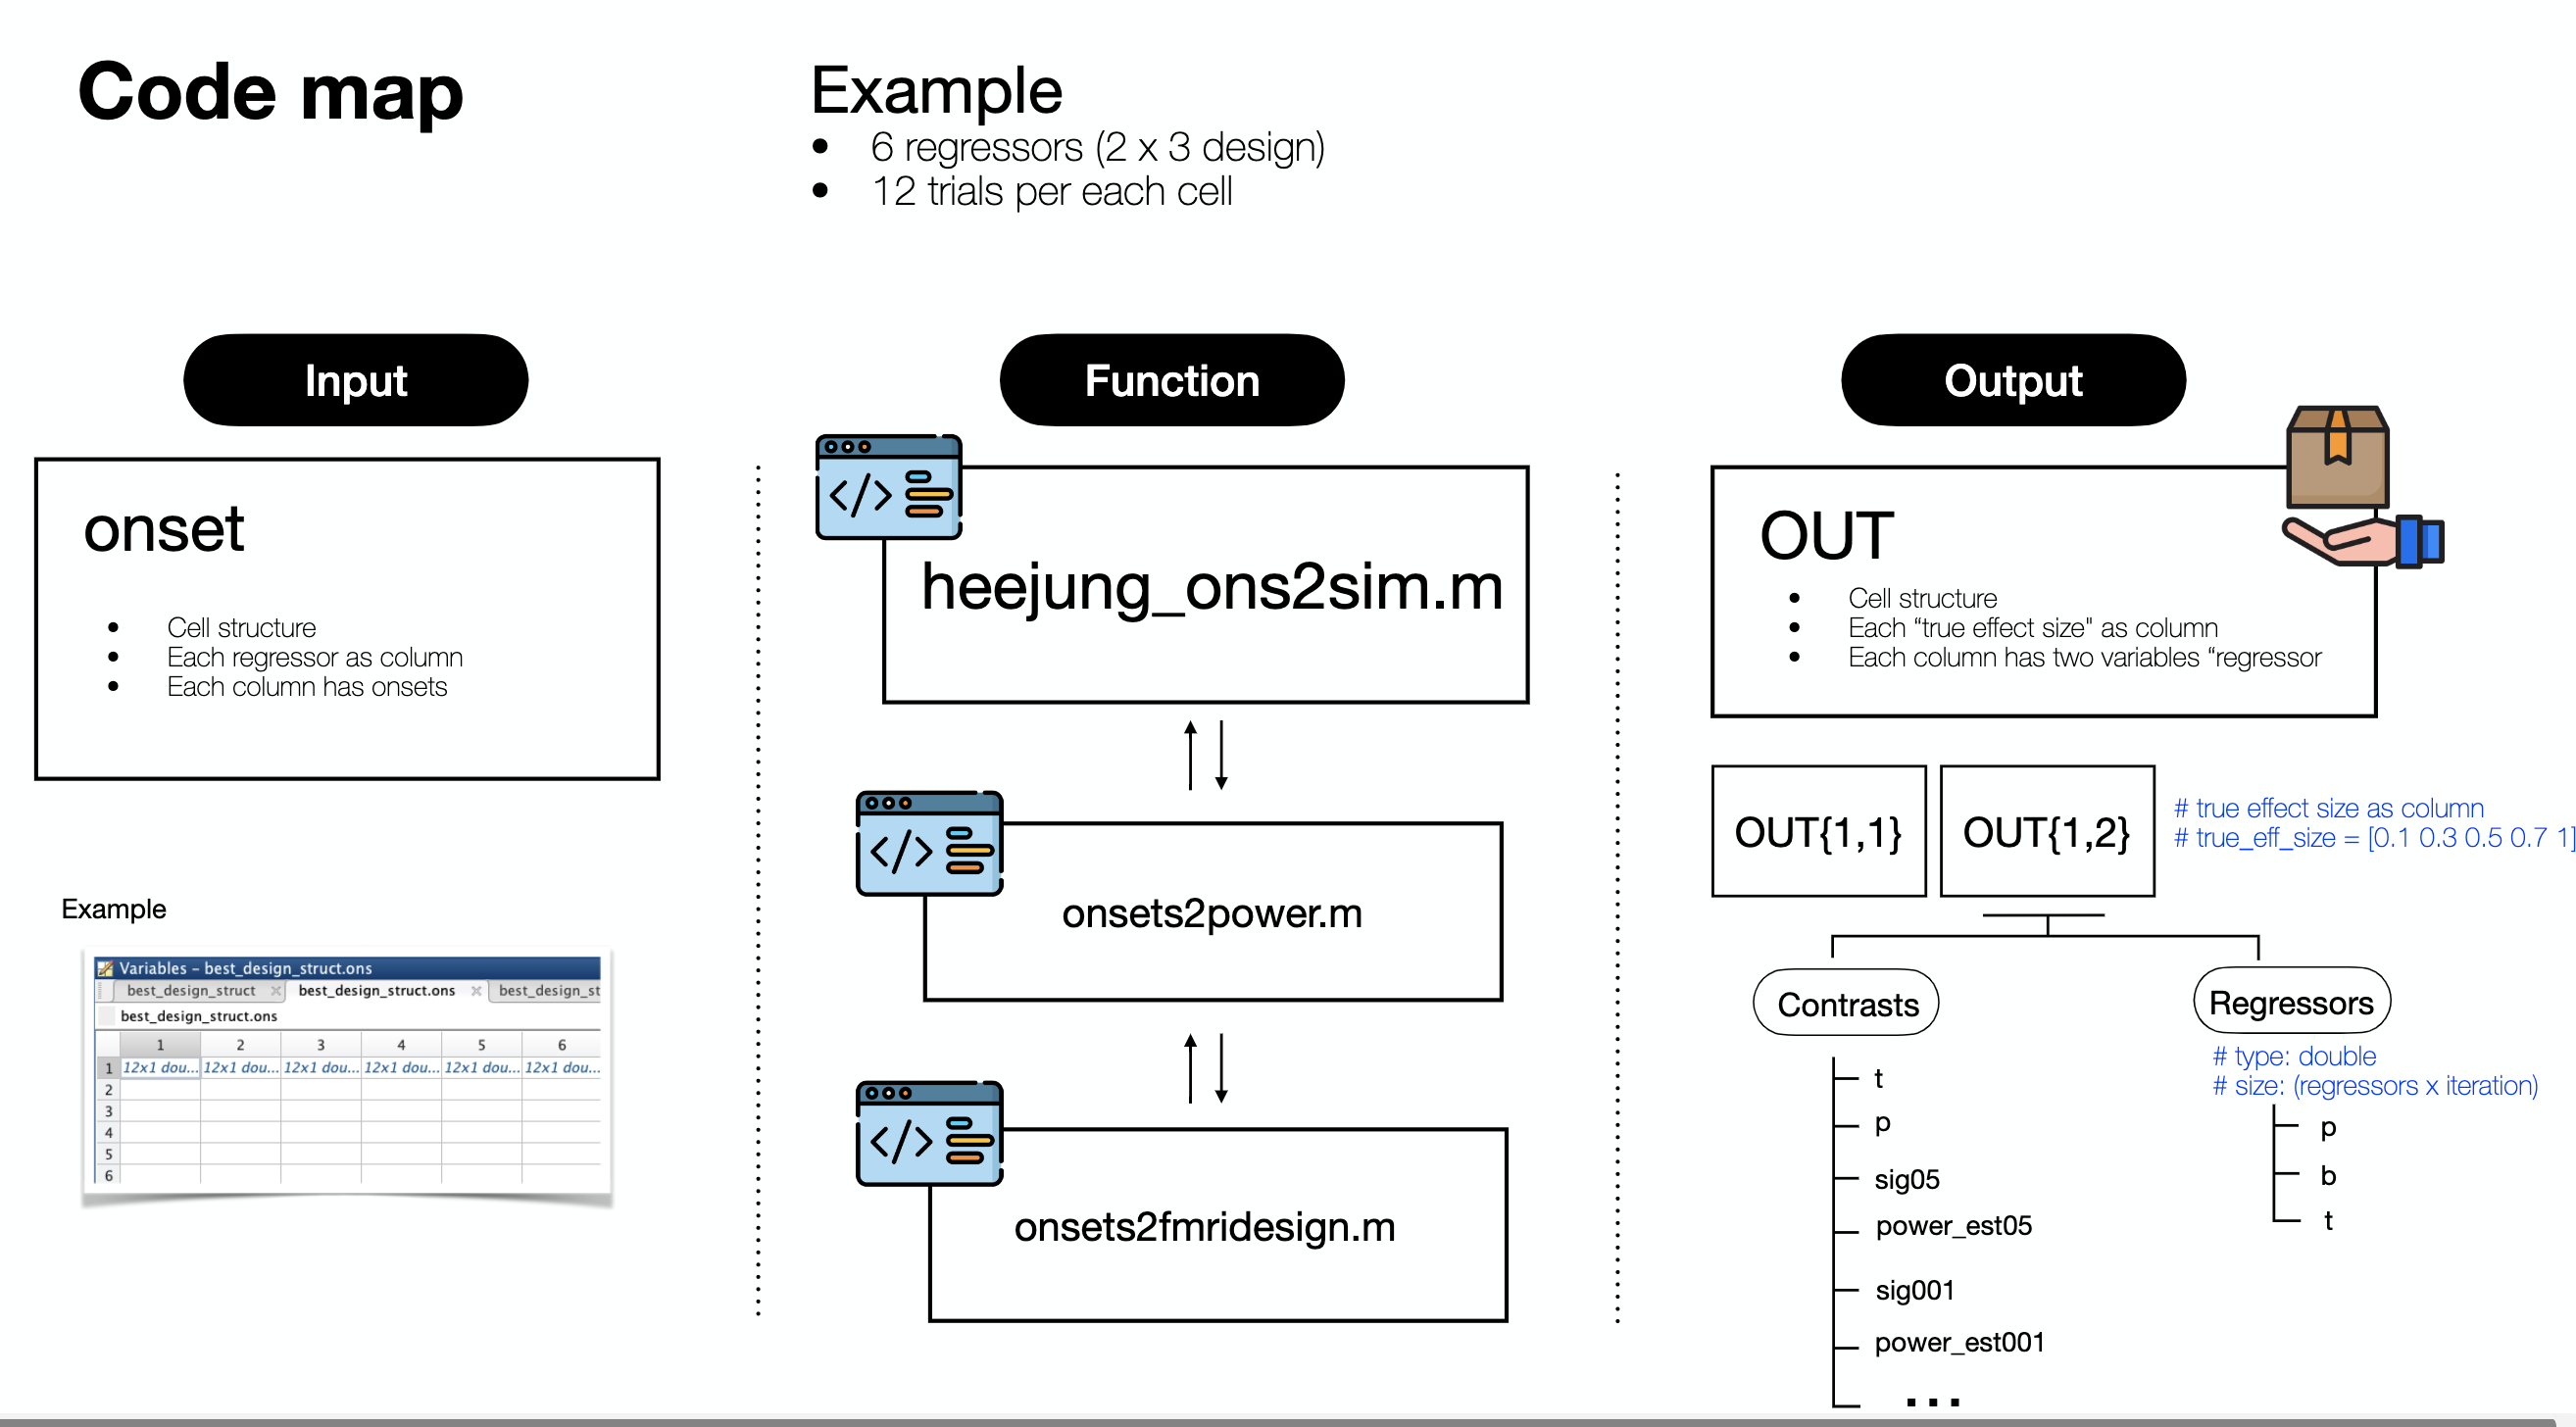 Code map
Example
• 6 regressors (2 x 3 design)
• 12 trials per each cell
Input
onset
• Cell structure
• Each regressor as column
• Each column has onsets
Example
Variables - best_design_struct.ons
best_design_struct
best_design_struct.ons
best_design_st
best_design_struct.ons
1 2 3 4 5 6
1 12x1 dou... 12x1 dou... 12x1 dou... 12x1 dou... 12x1 dou... 12x1 dou...
2
3
4
5
6
Function
</>
heejung_ons2sim.m
</>
onsets2power.m
</>
onsets2fmridesign.m
Output
OUT
• Cell structure
• Each “true effect size" as column
• Each column has two variables “regressor
OUT{1,1}
OUT{1,2}
# true effect size as column
# true_eff_size = [0.1 0.3 0.5 0.7 1]
Contrasts
t
p
sig05
power_est05
sig001
power_est001
...
Regressors
# type: double
# size: (regressors x iteration)
p
b
t